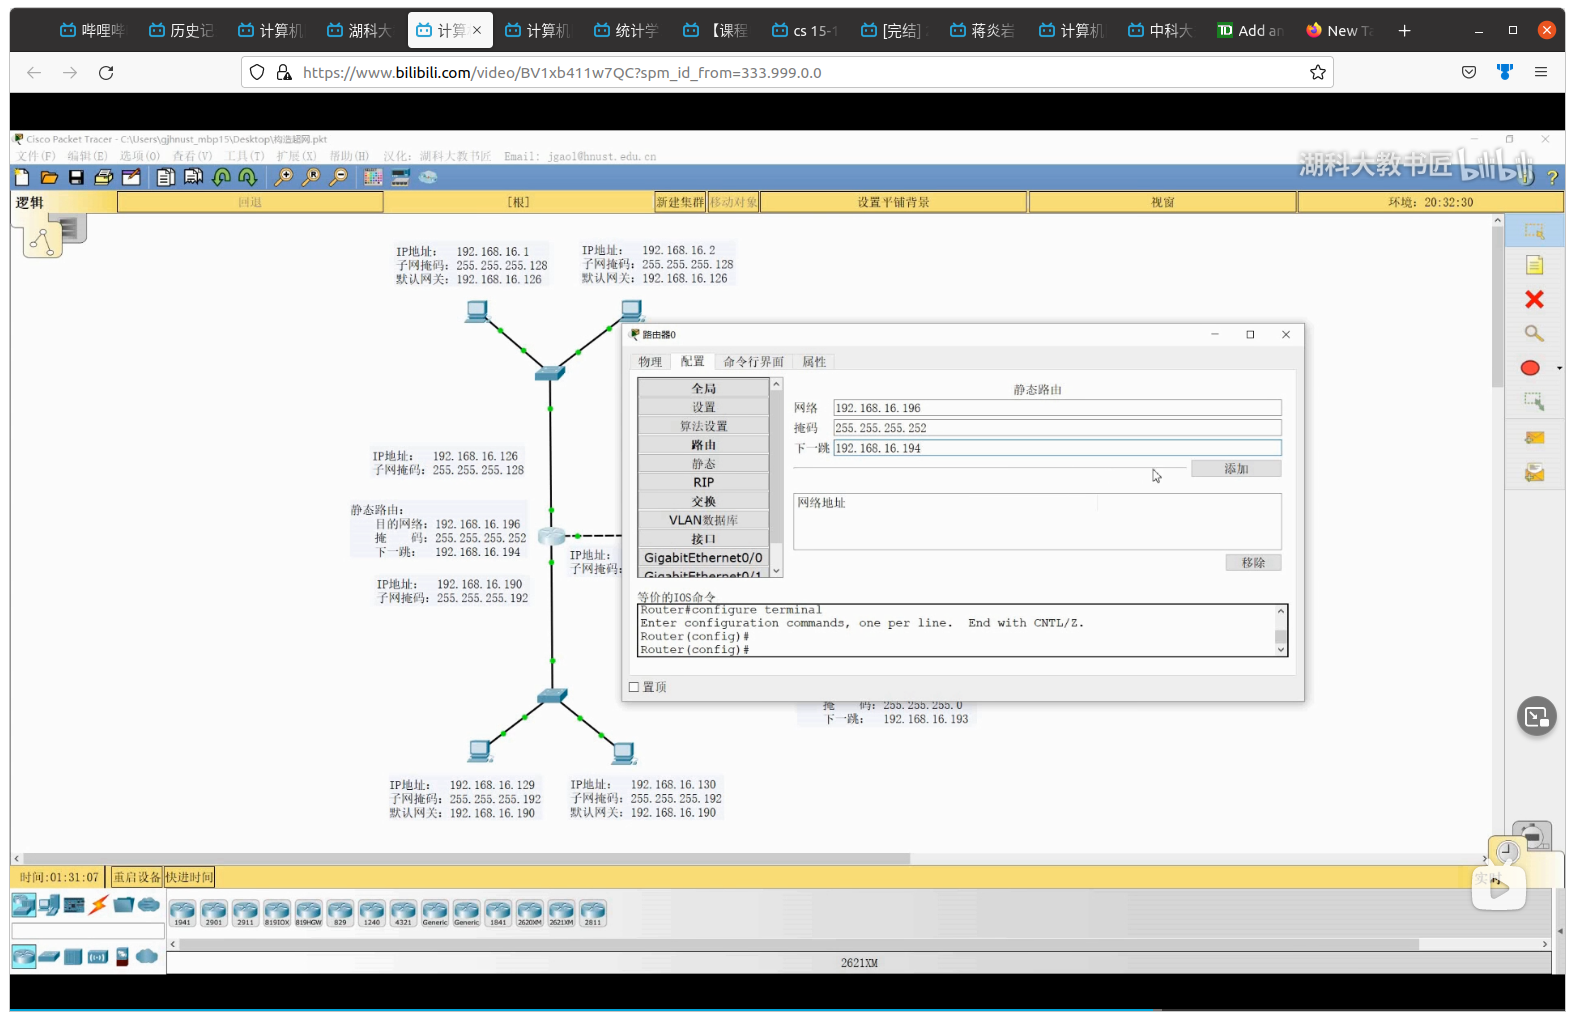 哔哩哔
历史记
计算机
湖科大
计算
计算机
统计学
【课程
cs 15-1
[完结]
蒋炎岩
计算机
中科大
Add an
New Ta
https://www.bilibili.com/video/BV1xb411w7QC?spm_id_from=333.999.0.0
Cisco Packet Tracer - C:\Users\gjhnust_mbp15\Desktop\构造超网.pkt
文件(F) 编辑(E) 选项(O) 查看(V) 工具(T) 扩展(X) 帮助(H) 汉化: 湖科大教书匠 Email: jgaol@hnust.edu.cn
湖科大教书匠 bilibili
逻辑
回退
[根]
新建集群
移动对象
设置平铺背景
视窗
环境: 20:32:30
IP地址: 192.168.16.1
子网掩码: 255.255.255.128
默认网关: 192.168.16.126
IP地址: 192.168.16.2
子网掩码: 255.255.255.128
默认网关: 192.168.16.126
IP地址: 192.168.16.126
子网掩码: 255.255.255.128
静态路由:
目的网络: 192.168.16.196
掩 码: 255.255.255.252
下一跳: 192.168.16.194
IP地址:
子网掩码:
IP地址: 192.168.16.190
子网掩码: 255.255.255.192
路由器0
物理
配置
命令行界面
属性
全局
设置
算法设置
路由
静态
RIP
交换
VLAN数据库
接口
GigabitEthernet0/0
GigabitEthernet0/1
静态路由
网络 192.168.16.196
掩码 255.255.255.252
下一跳 192.168.16.194
添加
网络地址
移除
等价的IOS命令
Router#configure terminal
Enter configuration commands, one per line. End with CNTL/Z.
Router(config)#
Router(config)#
置顶
掩 码: 255.255.255.0
下一跳: 192.168.16.193
IP地址: 192.168.16.129
子网掩码: 255.255.255.192
默认网关: 192.168.16.190
IP地址: 192.168.16.130
子网掩码: 255.255.255.192
默认网关: 192.168.16.190
时间:01:31:07
重启设备
快进时间
实时
1941
2901
2911
819IOX
819HGW
829
1240
4321
Generic
Generic
1841
2620XM
2621XM
2811
2621XM